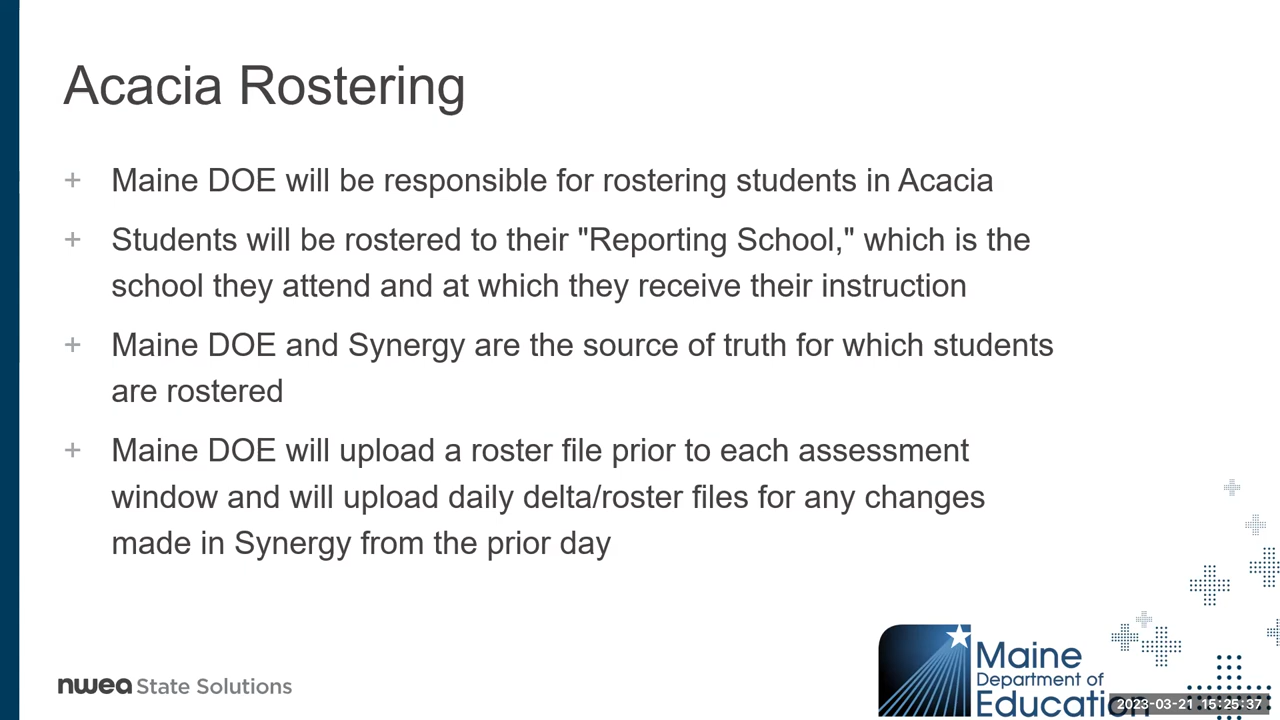 Acacia Rostering
+ Maine DOE will be responsible for rostering students in Acacia
+ Students will be rostered to their "Reporting School," which is the
school they attend and at which they receive their instruction
+ Maine DOE and Synergy are the source of truth for which students
are rostered
+ Maine DOE will upload a roster file prior to each assessment
window and will upload daily delta/roster files for any changes
made in Synergy from the prior day
nwea State Solutions
Maine
Department of
Education
2023-03-21 15:25:37